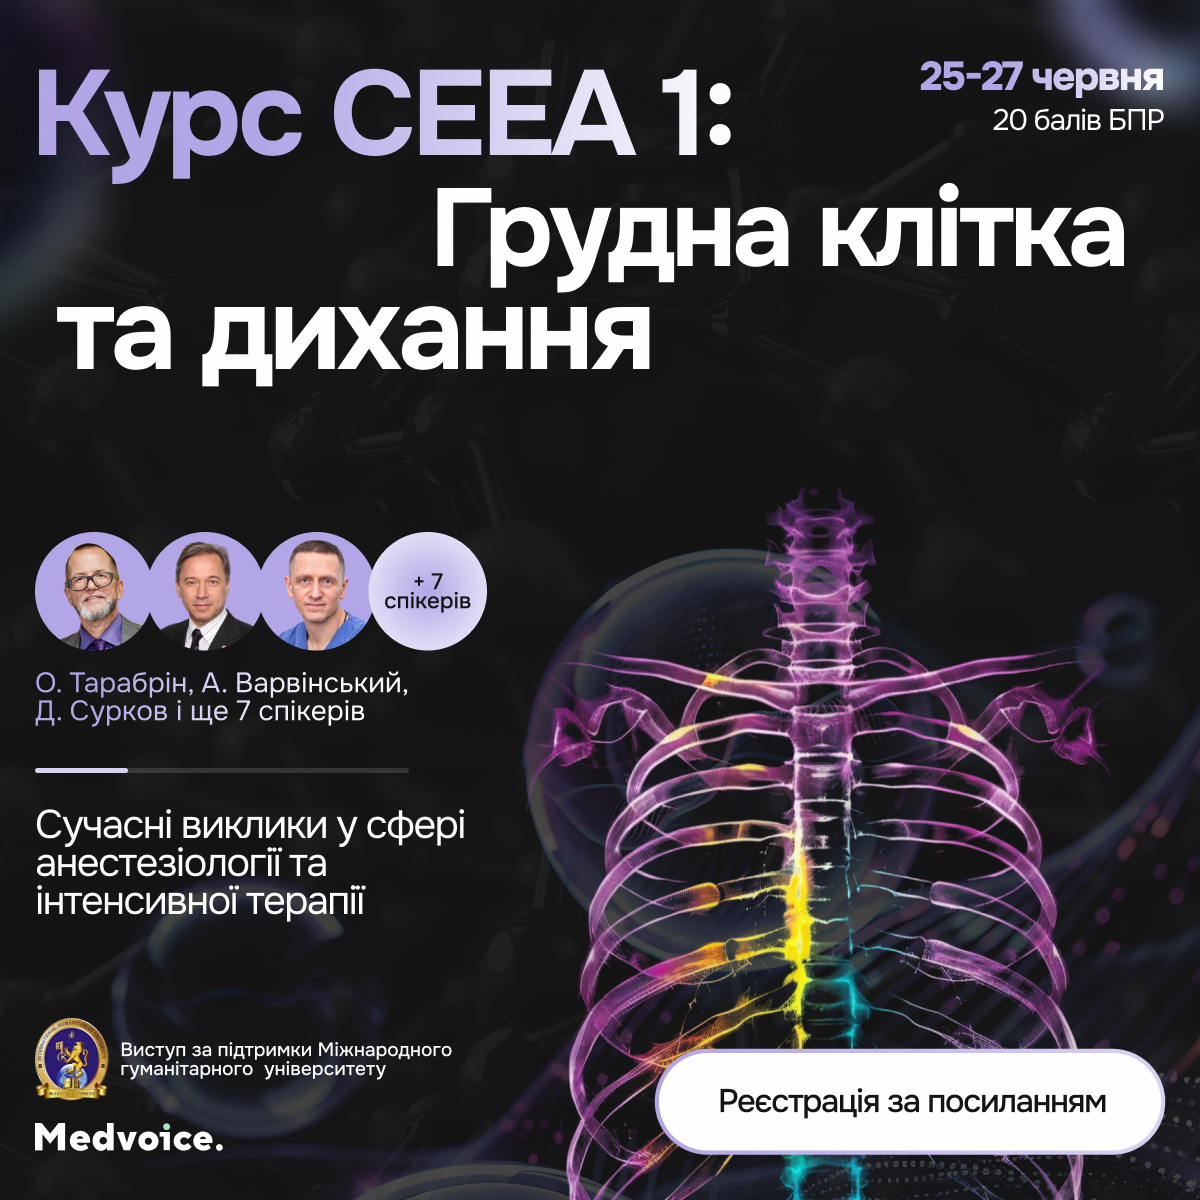 Курс СЕЕА 1:
25-27 червня
20 балів БПР
Грудна клітка
та дихання
+ 7
спікерів
О. Тарабрін, А. Варвінський,
Д. Сурков і ще 7 спікерів
Сучасні виклики у сфері
анестезіології та
інтенсивної терапії
Виступ за підтримки Міжнародного
гуманітарного університету
Medvoice.
Реєстрація за посиланням